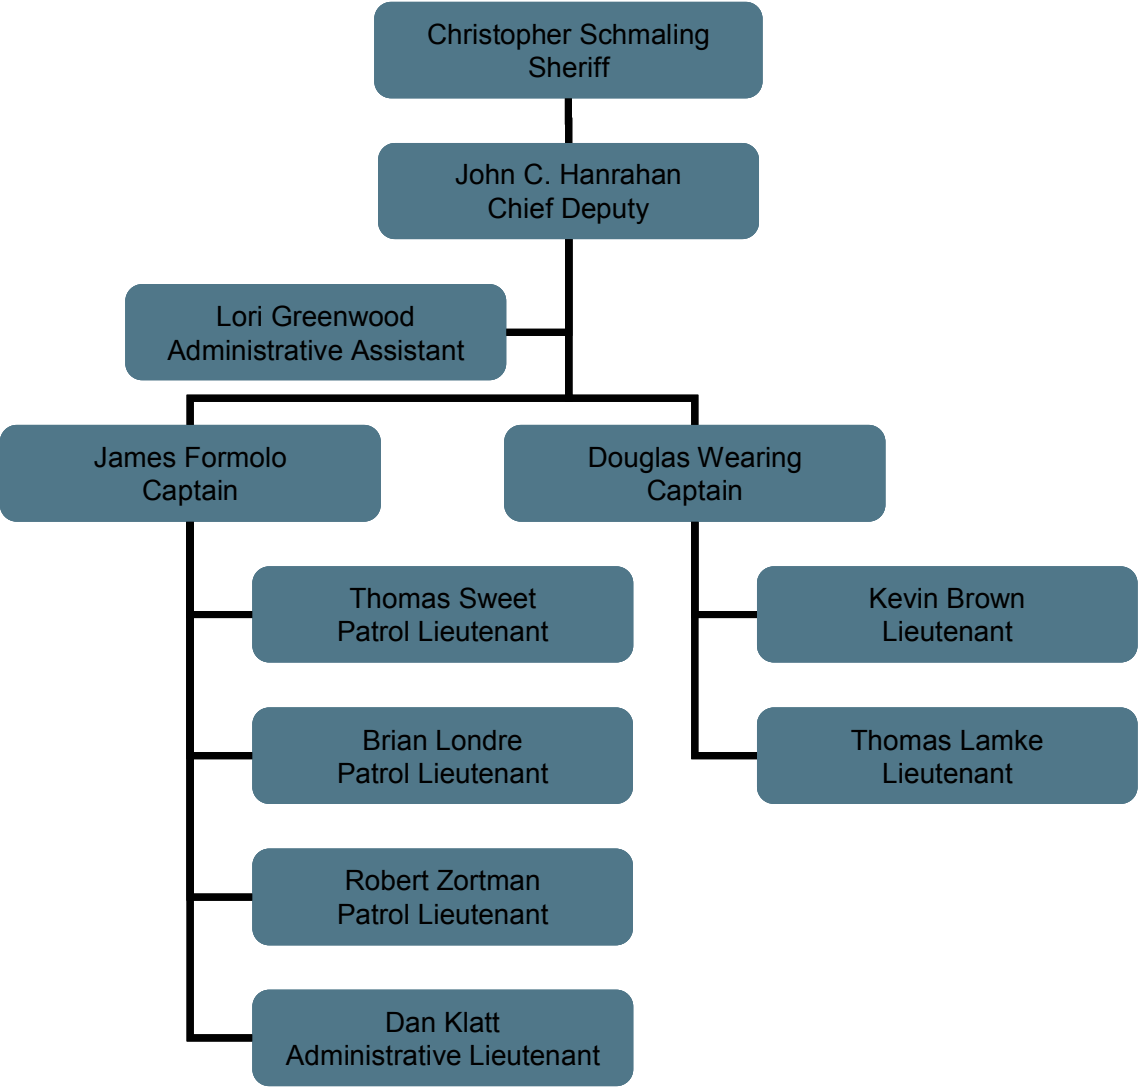 Christopher Schmaling
Sheriff
John C. Hanrahan
Chief Deputy
Lori Greenwood
Administrative Assistant
James Formolo
Captain
Douglas Wearing
Captain
Thomas Sweet
Patrol Lieutenant
Kevin Brown
Lieutenant
Brian Londre
Patrol Lieutenant
Thomas Lamke
Lieutenant
Robert Zortman
Patrol Lieutenant
Dan Klatt
Administrative Lieutenant